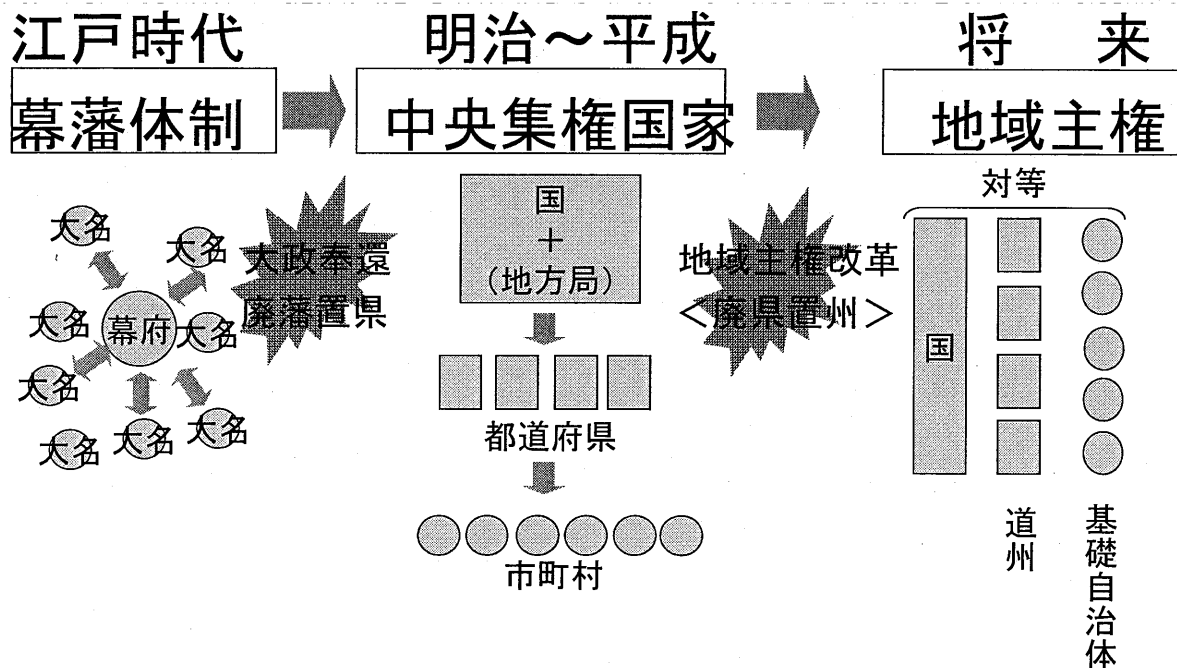 江戸時代
幕藩体制
大名
大名
大名
幕府
大名
大名
大名
大名
大名
大政奉還
廃藩置県
明治～平成
中央集権国家
国
＋
（地方局）
都道府県
市町村
地域主権改革
＜廃県置州＞
将　来
地域主権
対等
国
道州
基礎自治体